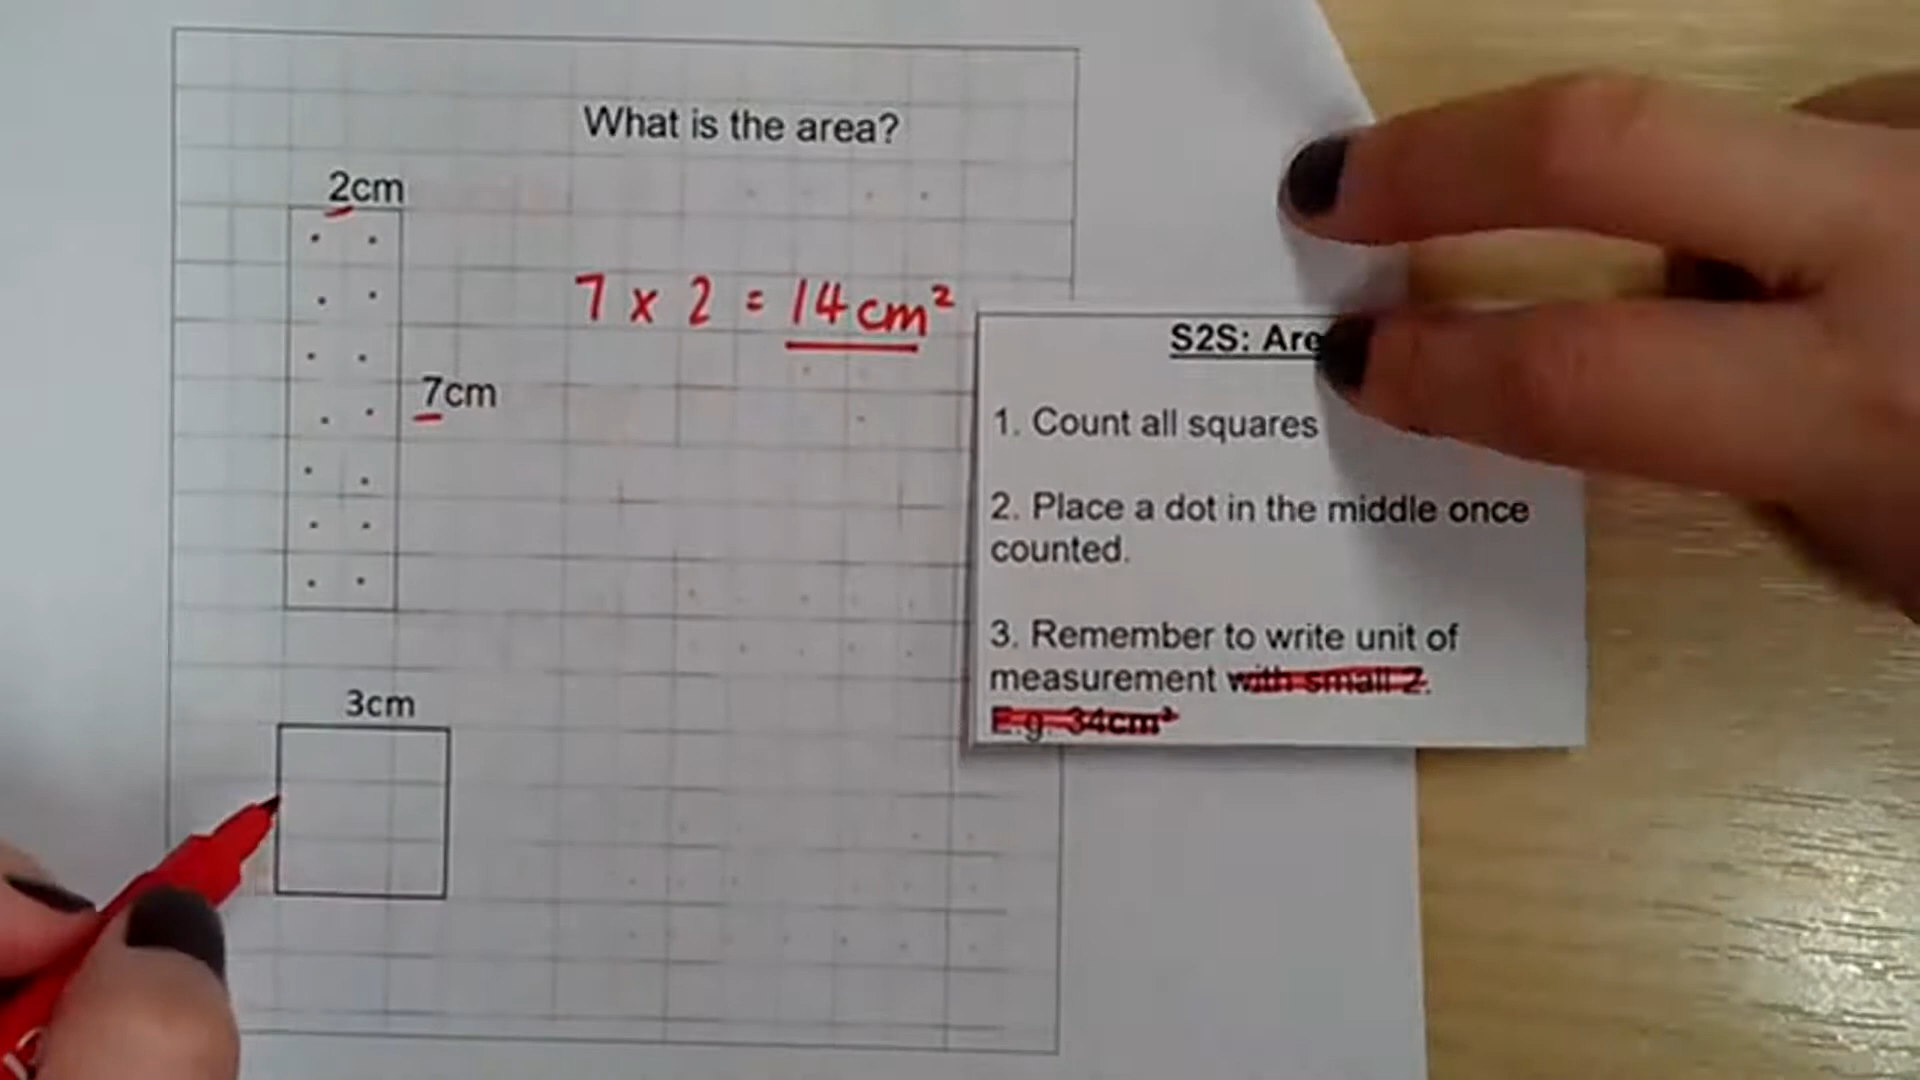 What is the area?
2cm
7 x 2 = 14cm²
7cm
3cm
S2S: Are
1. Count all squares
2. Place a dot in the middle once
counted.
3. Remember to write unit of
measurement with small 2.
E.g. 34cm²